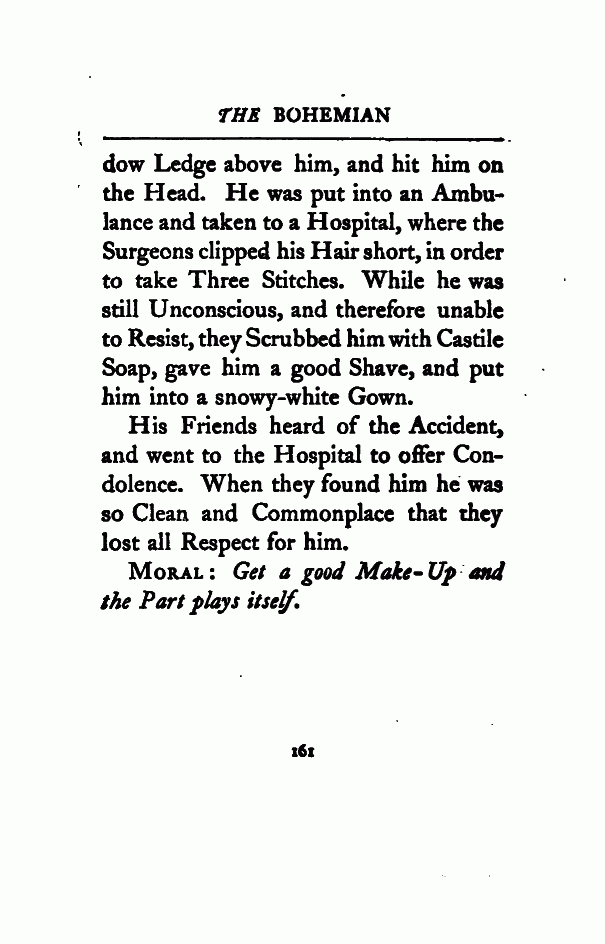 THE BOHEMIAN
dow Ledge above him, and hit him on
the Head. He was put into an Ambu-
lance and taken to a Hospital, where the
Surgeons clipped his Hair short, in order
to take Three Stitches. While he was
still Unconscious, and therefore unable
to Resist, they Scrubbed him with Castile
Soap, gave him a good Shave, and put
him into a snowy-white Gown.
His Friends heard of the Accident,
and went to the Hospital to offer Con-
dolence. When they found him he was
so Clean and Commonplace that they
lost all Respect for him.
MORAL: Get a good Make-Up and
the Part plays itself.
161